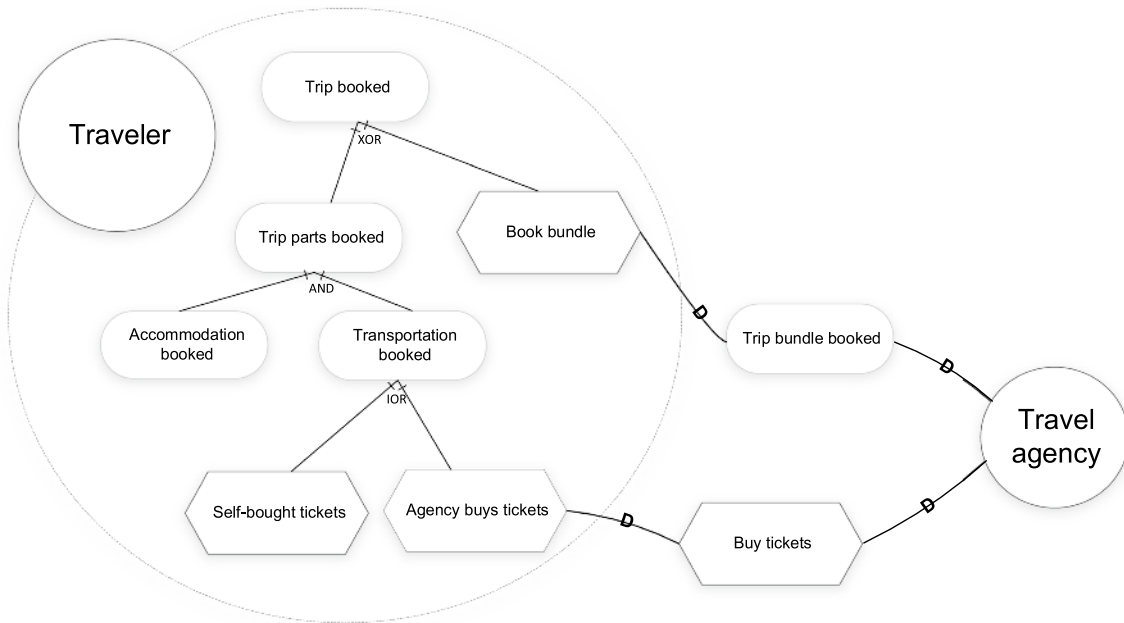 Trip booked
Traveler
XOR
Trip parts booked
Book bundle
AND
Accommodation
booked
Transportation
booked
D
Trip bundle booked
D
IOR
Travel
agency
Self-bought tickets
Agency buys tickets
D
D
Buy tickets